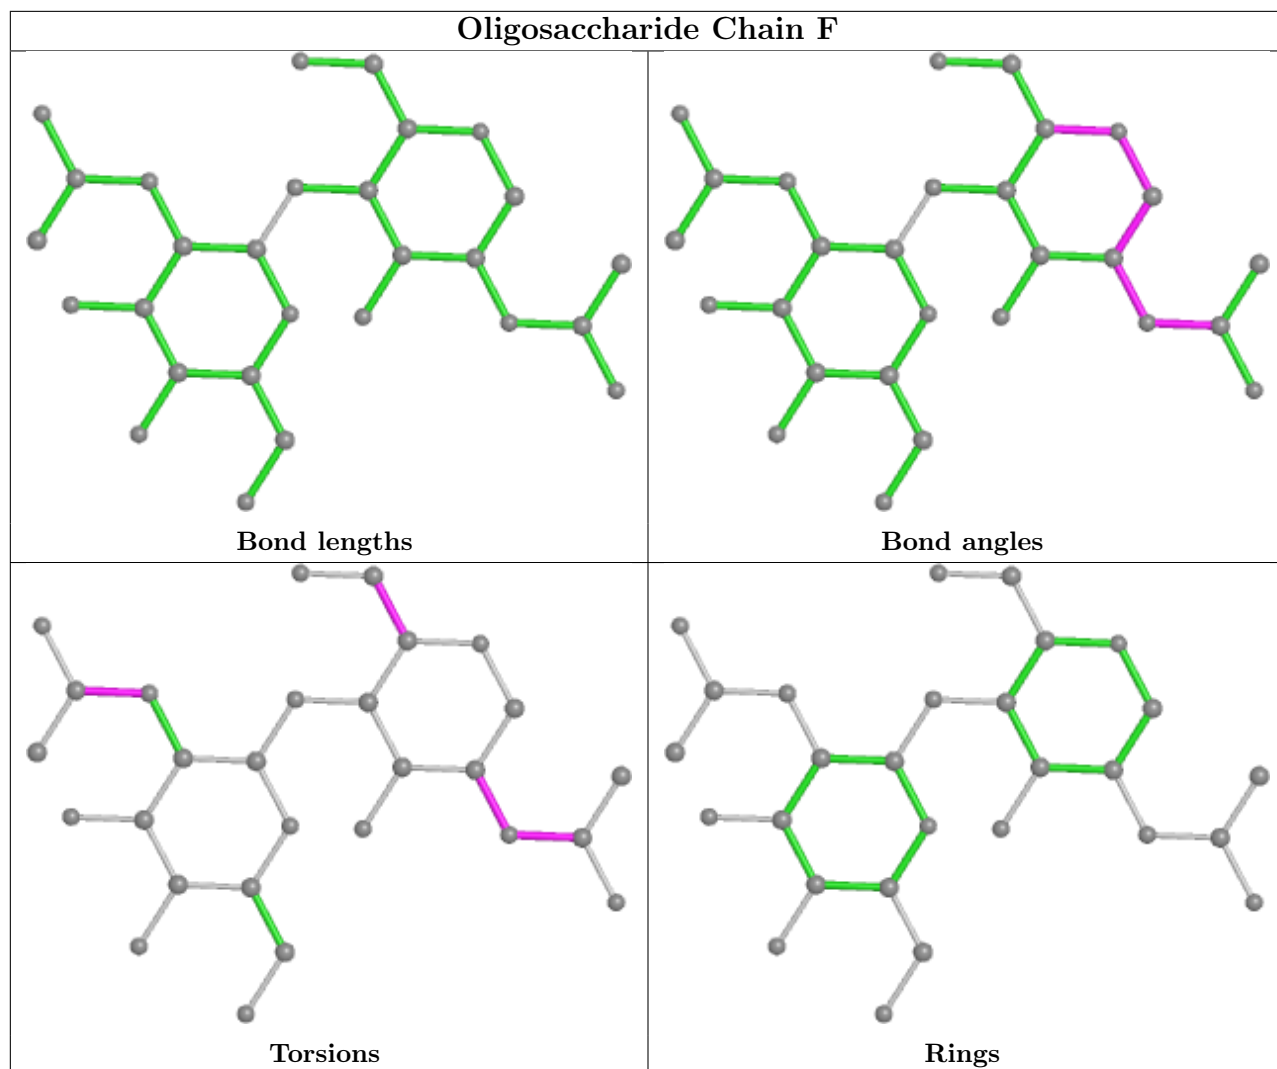 Oligosaccharide Chain F
Bond lengths
Bond angles
Torsions
Rings